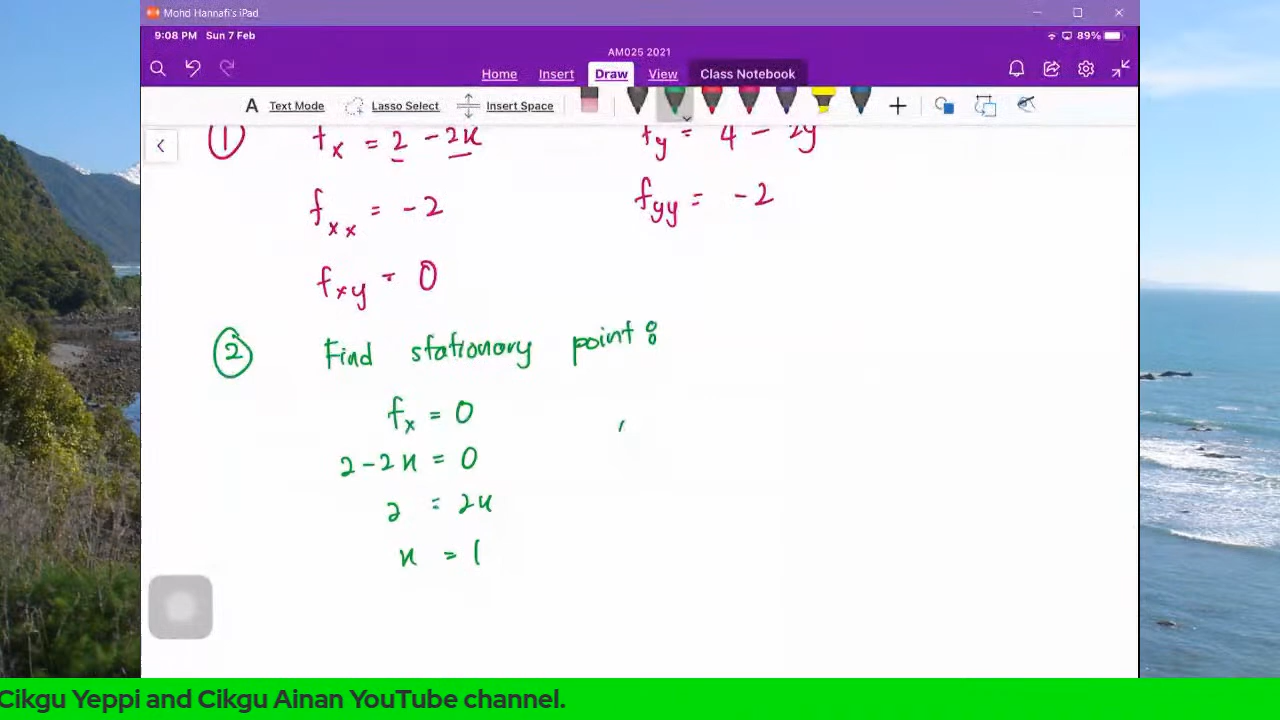 Mohd Hannafi's iPad
9:08 PM Sun 7 Feb
89%
AM025 2021
Home Insert Draw View Class Notebook
A Text Mode Lasso Select Insert Space
① fx = 2 - 2x fy = 4 - 2y
fxx = -2 fyy = -2
fxy = 0
② Find stationary point:
fx = 0
2 - 2x = 0
2 = 2x
x = 1
Cikgu Yeppi and Cikgu Ainan YouTube channel.